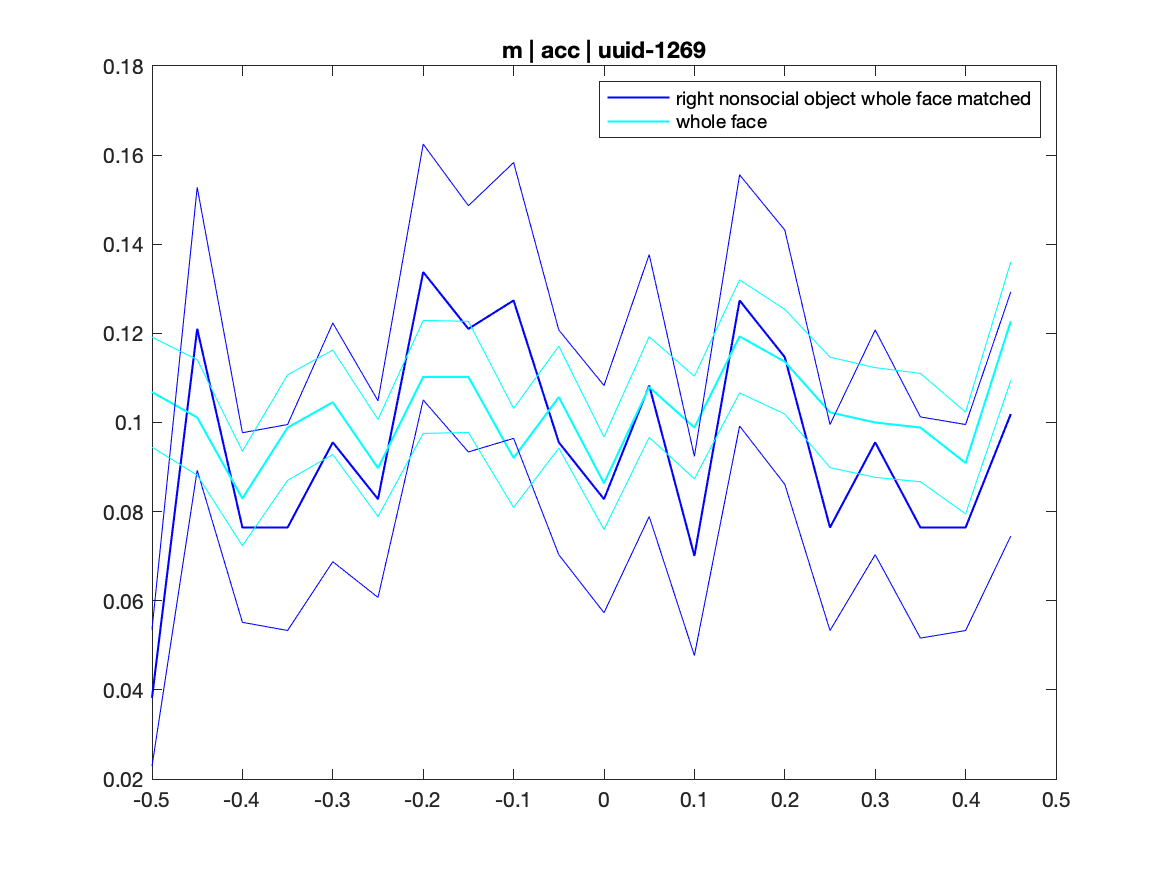 m | acc | uuid-1269
right nonsocial object whole face matched
whole face
0.18
0.16
0.14
0.12
0.1
0.08
0.06
0.04
0.02
-0.5 -0.4 -0.3 -0.2 -0.1 0 0.1 0.2 0.3 0.4 0.5